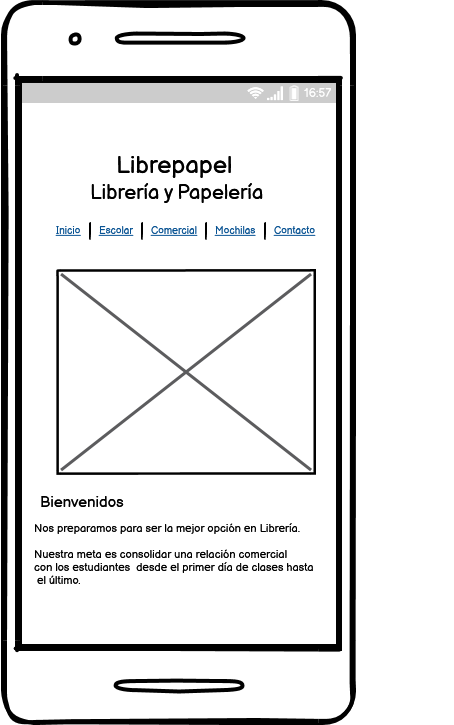 16:57
Librepapel
Librería y Papelería
Inicio Escolar Comercial Mochilas Contacto
Bienvenidos
Nos preparamos para ser la mejor opción en Librería.
Nuestra meta es consolidar una relación comercial
con los estudiantes desde el primer día de clases hasta
el último.